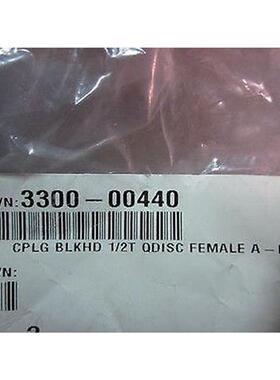 /N: 3300-00440
CPLG BLKHD 1/2T QDISC FEMALE A-
/N: